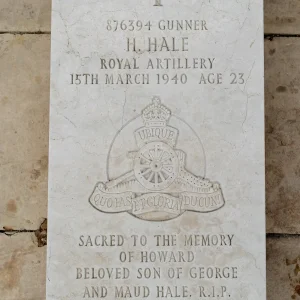 876394 GUNNER
H. HALE
ROYAL ARTILLERY
15TH MARCH 1940 AGE 23
UBIQUE
QUO FAS ET GLORIA DUCUNT
SACRED TO THE MEMORY
OF HOWARD
BELOVED SON OF GEORGE
AND MAUD HALE. R.I.P.